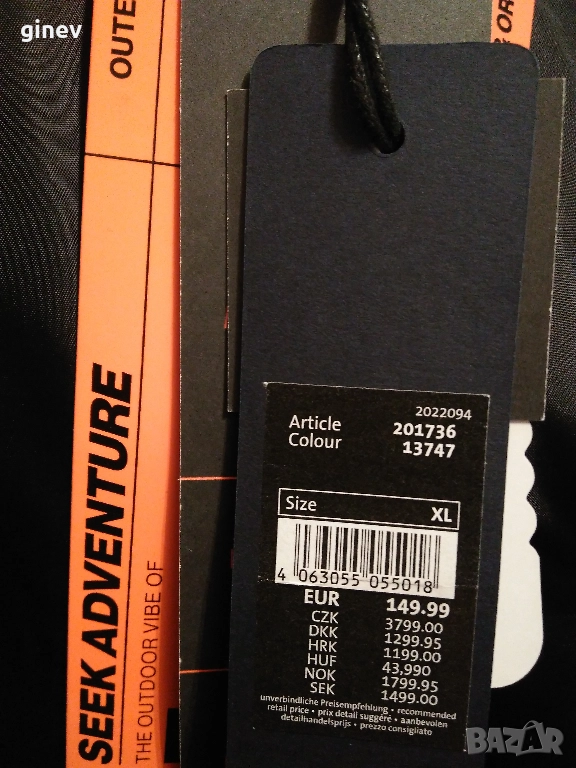 ginev
OUTE
& OR
SEEK ADVENTURE
THE OUTDOOR VIBE OF
2022094
Article 201736
Colour 13747
Size XL
4 063055 055018
EUR 149.99
CZK 3799.00
DKK 1299.95
HRK 1199.00
HUF 43,990
NOK 1799.95
SEK 1499.00
unverbindliche Preisempfehlung • recommended
retail price • prix detail suggéré • aanbevolen
detailhandelsprijs • prezzo consigliato
BAZAR